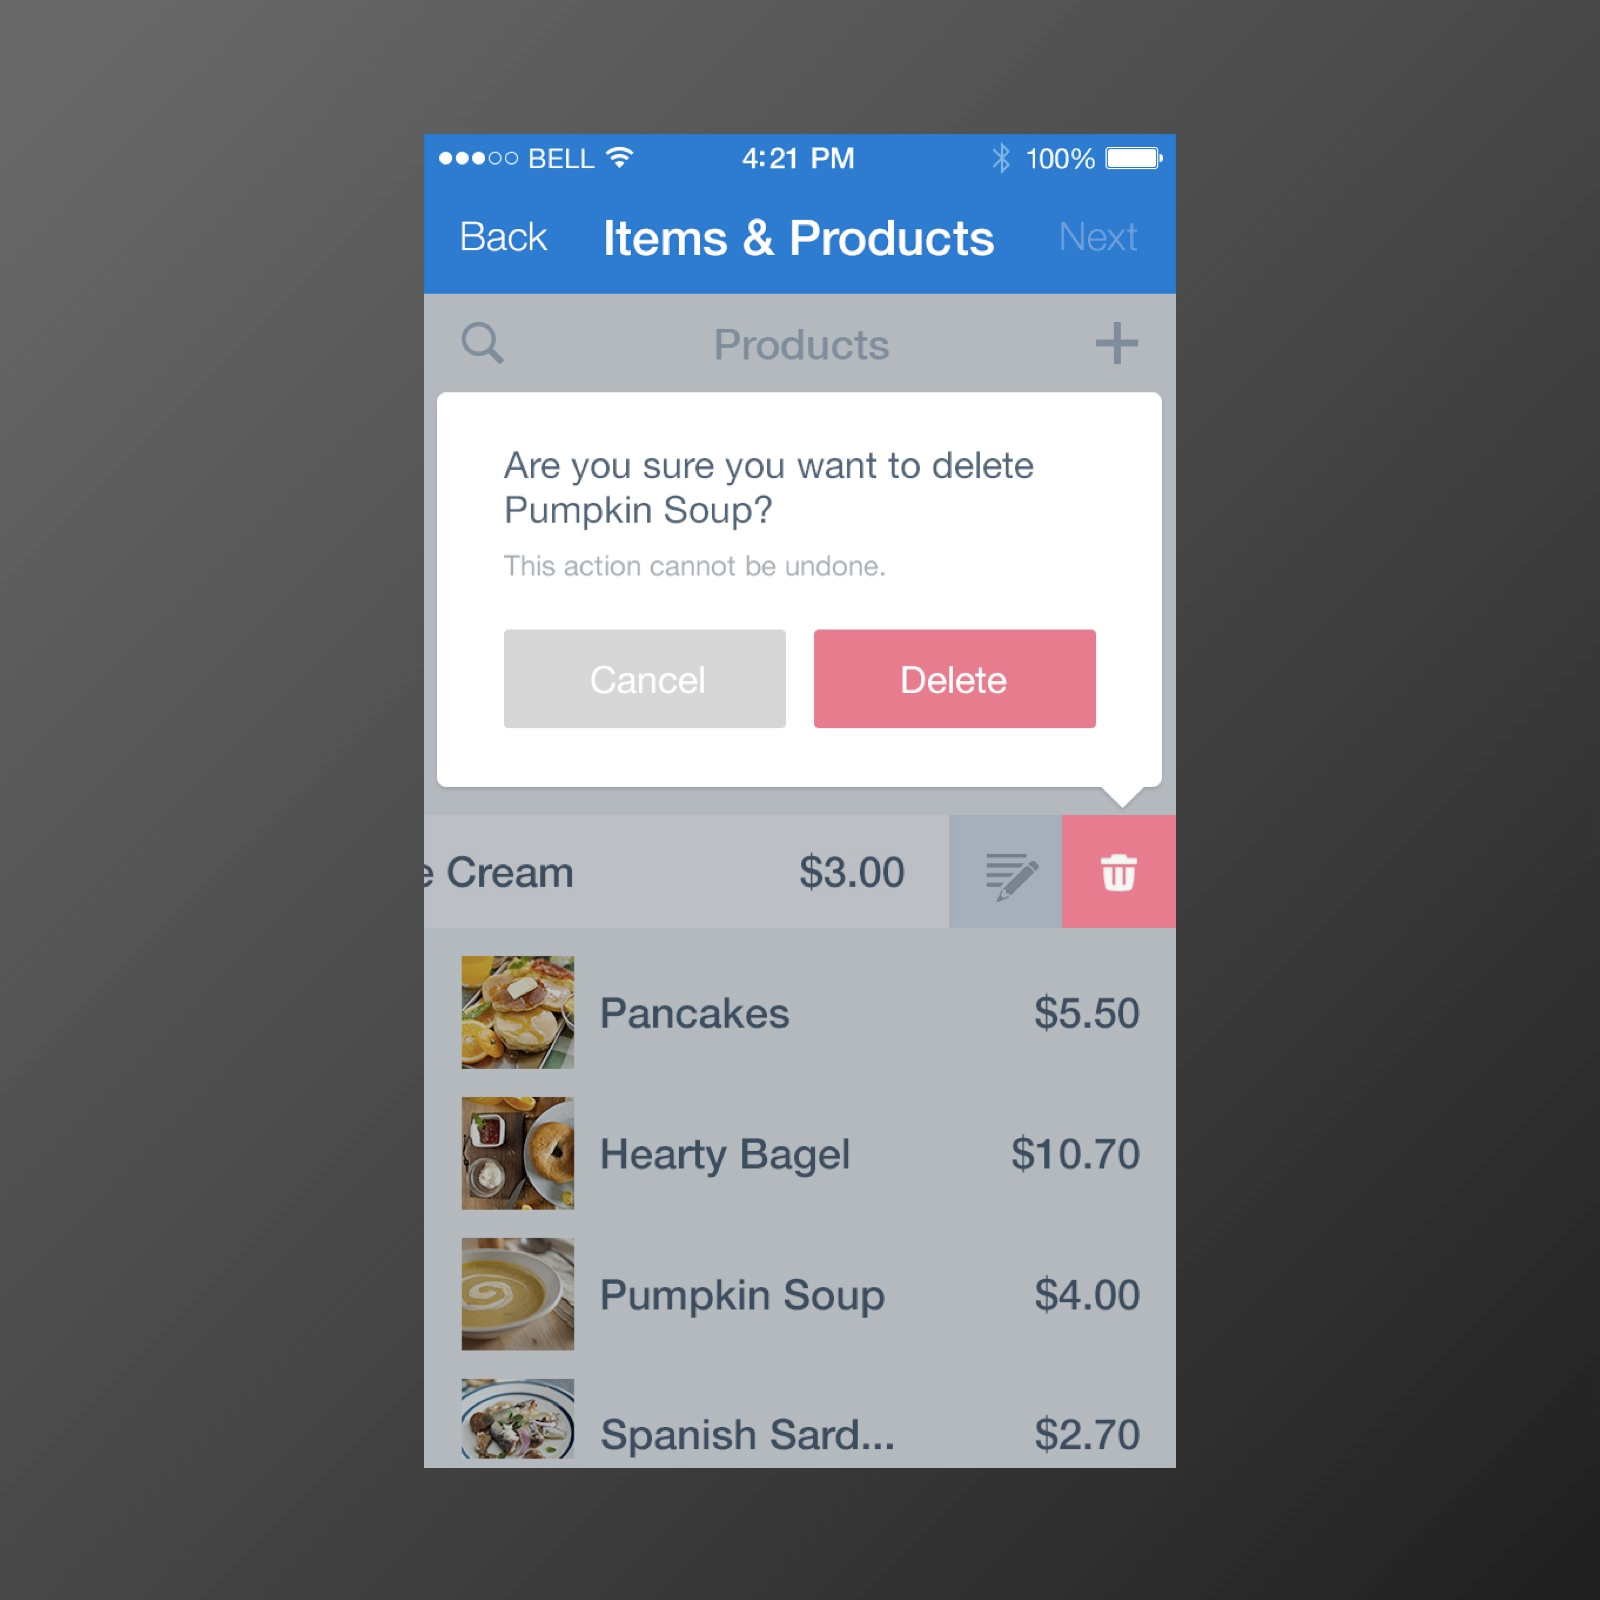 BELL 4:21 PM 100%
Back Items & Products Next
Products
Are you sure you want to delete
Pumpkin Soup?
This action cannot be undone.
Cancel Delete
e Cream $3.00
Pancakes $5.50
Hearty Bagel $10.70
Pumpkin Soup $4.00
Spanish Sard... $2.70